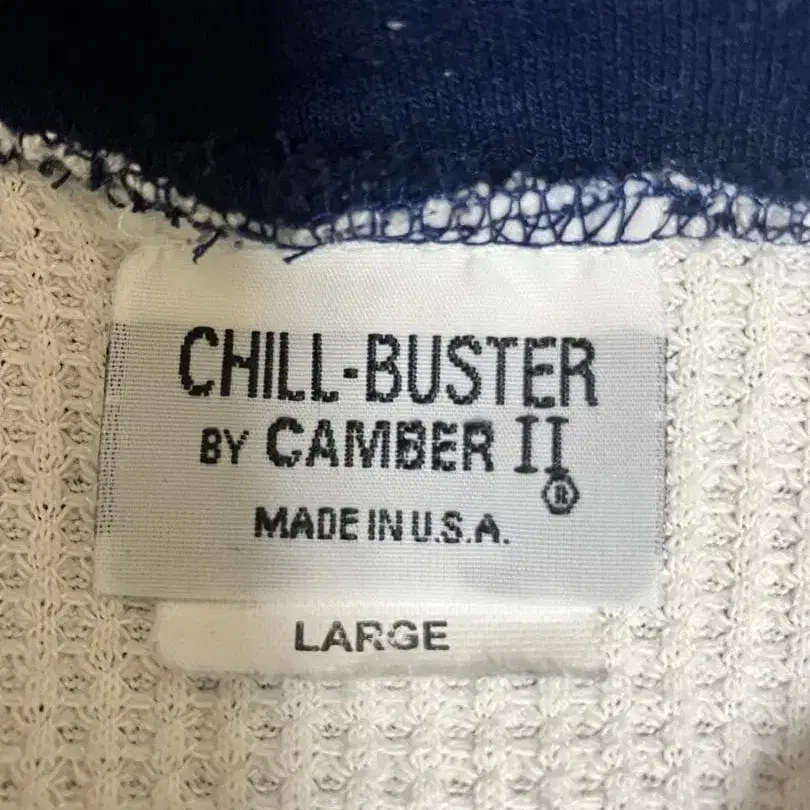 CHILL-BUSTER
BY CAMBER II ®
MADE IN U.S.A.
LARGE